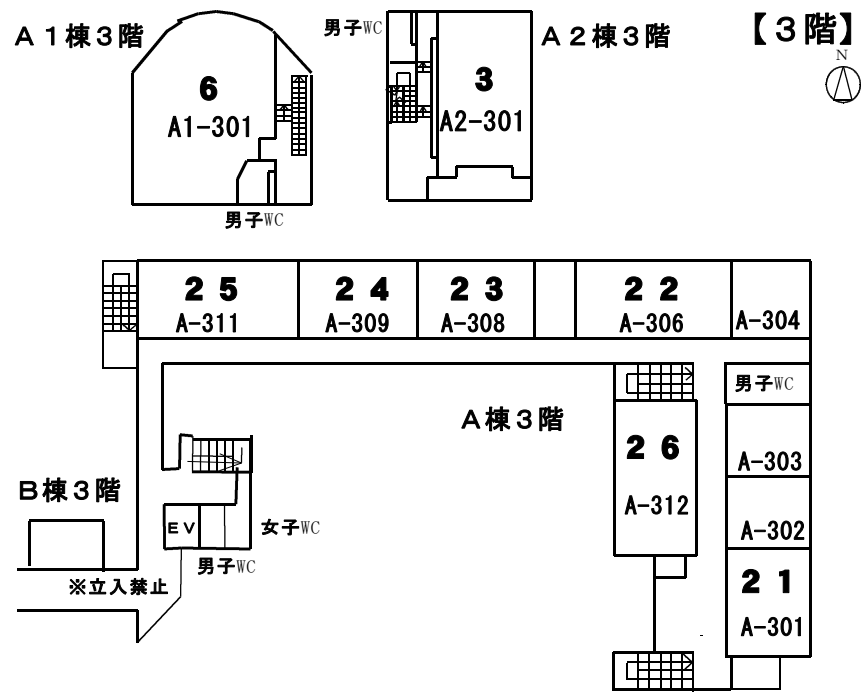 Ａ１棟３階
男子WC
Ａ２棟３階
【３階】
N
6
A1-301
3
A2-301
男子WC
２５
A-311
２４
A-309
２３
A-308
２２
A-306
A-304
男子WC
Ａ棟３階
２６
A-312
A-303
Ｂ棟３階
ＥＶ
女子WC
A-302
男子WC
※立入禁止
２１
A-301